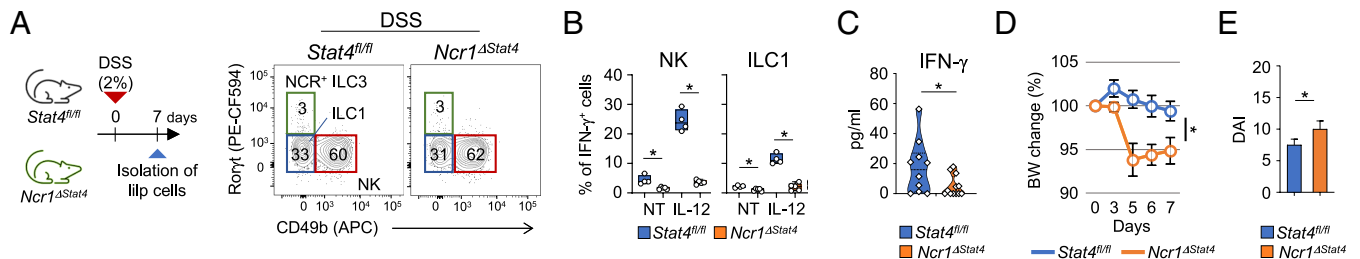 A
DSS
(2%)
0
7
days
Stat4fl/fl
Ncr1ΔStat4
Isolation of
lilp cells
DSS
Stat4fl/fl
Ncr1ΔStat4
Rorγt (PE-CF594)
10⁵
10⁴
10³
0
NCR⁺ ILC3
3
ILC1
33
60
NK
3
31
62
0
10³
10⁴
10⁵
0
10³
10⁴
10⁵
CD49b (APC)
B
NK
ILC1
% of IFN-γ⁺ cells
40
30
20
10
0
*
*
*
*
NT
IL-12
NT
IL-12
Stat4fl/fl
Ncr1ΔStat4
C
IFN-γ
pg/ml
80
60
40
20
0
*
Stat4fl/fl
Ncr1ΔStat4
D
BW change (%)
105
100
95
90
*
0 3 5 6 7
Days
Stat4fl/fl
Ncr1ΔStat4
E
DAI
20
15
10
5
0
*
Stat4fl/fl
Ncr1ΔStat4